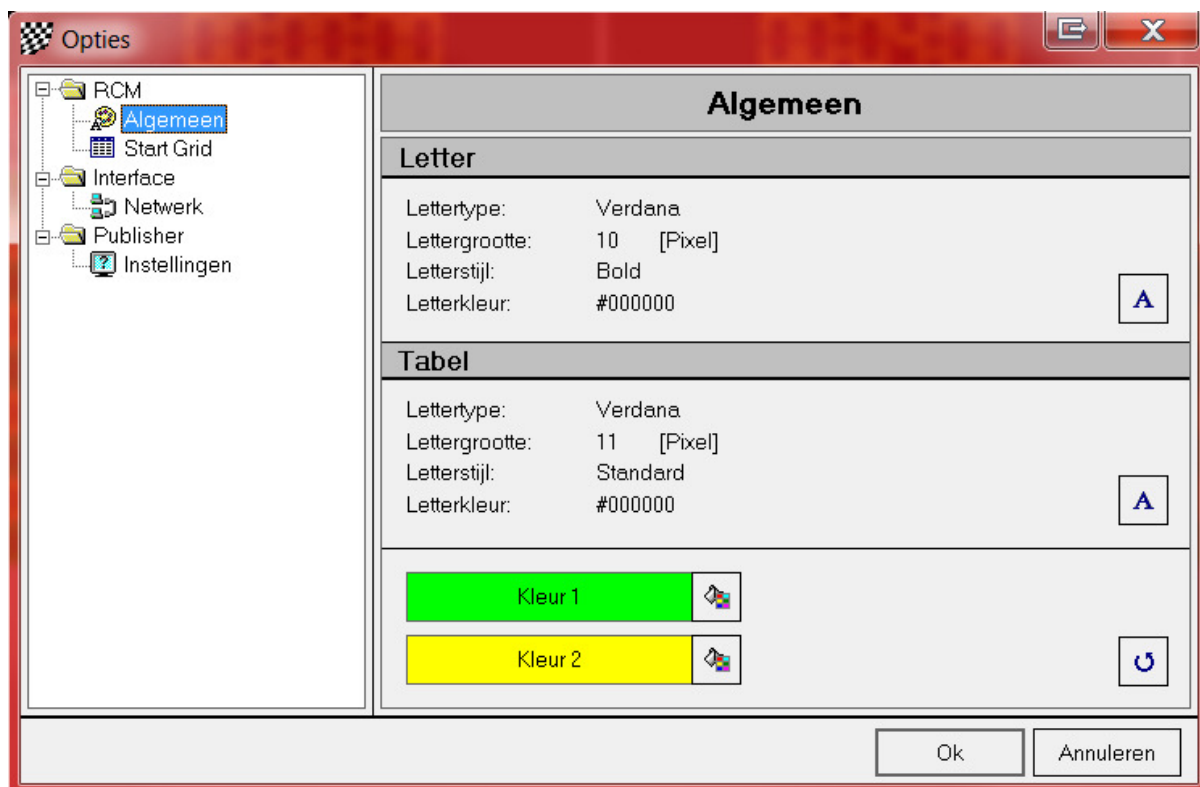 Opties
RCM
Algemeen
Start Grid
Interface
Netwerk
Publisher
Instellingen
Algemeen
Letter
Lettertype: Verdana
Lettergrootte: 10 [Pixel]
Letterstijl: Bold
Letterkleur: #000000
A
Tabel
Lettertype: Verdana
Lettergrootte: 11 [Pixel]
Letterstijl: Standard
Letterkleur: #000000
A
Kleur 1
Kleur 2
Ok Annuleren